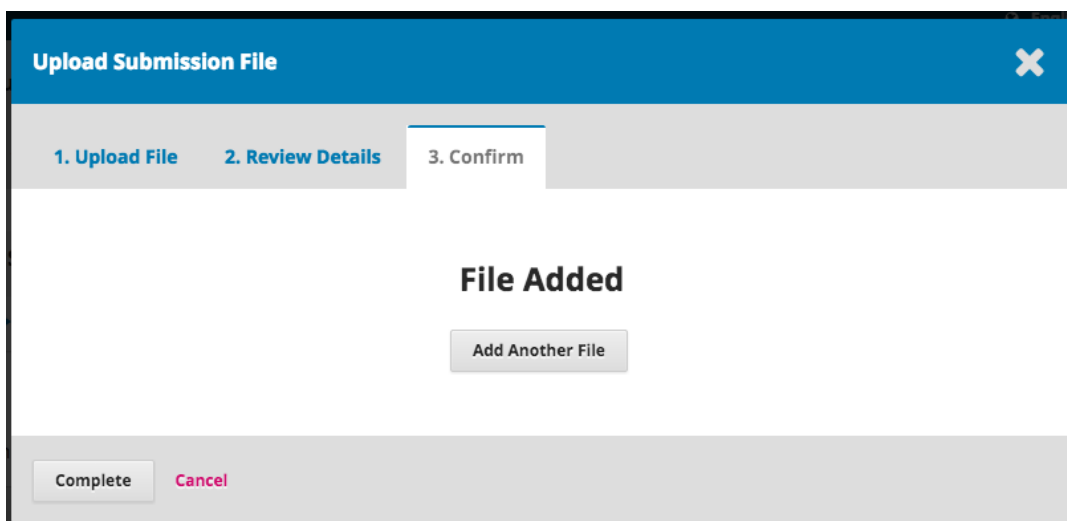 Upload Submission File
1. Upload File 2. Review Details 3. Confirm
File Added
Add Another File
Complete Cancel